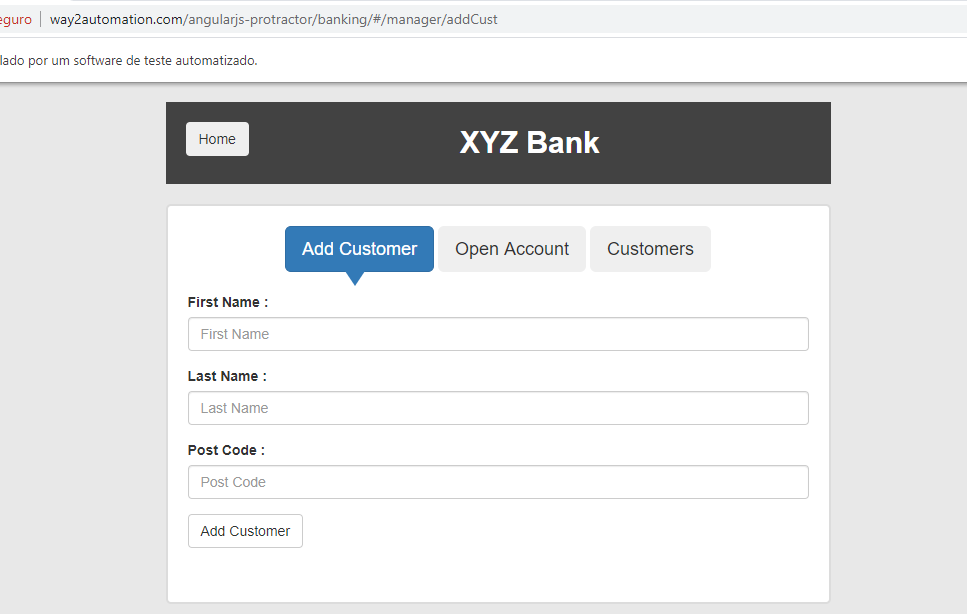 eguro way2automation.com/angularjs-protractor/banking/#/manager/addCust
lado por um software de teste automatizado.
Home
XYZ Bank
Add Customer Open Account Customers
First Name :
First Name
Last Name :
Last Name
Post Code :
Post Code
Add Customer